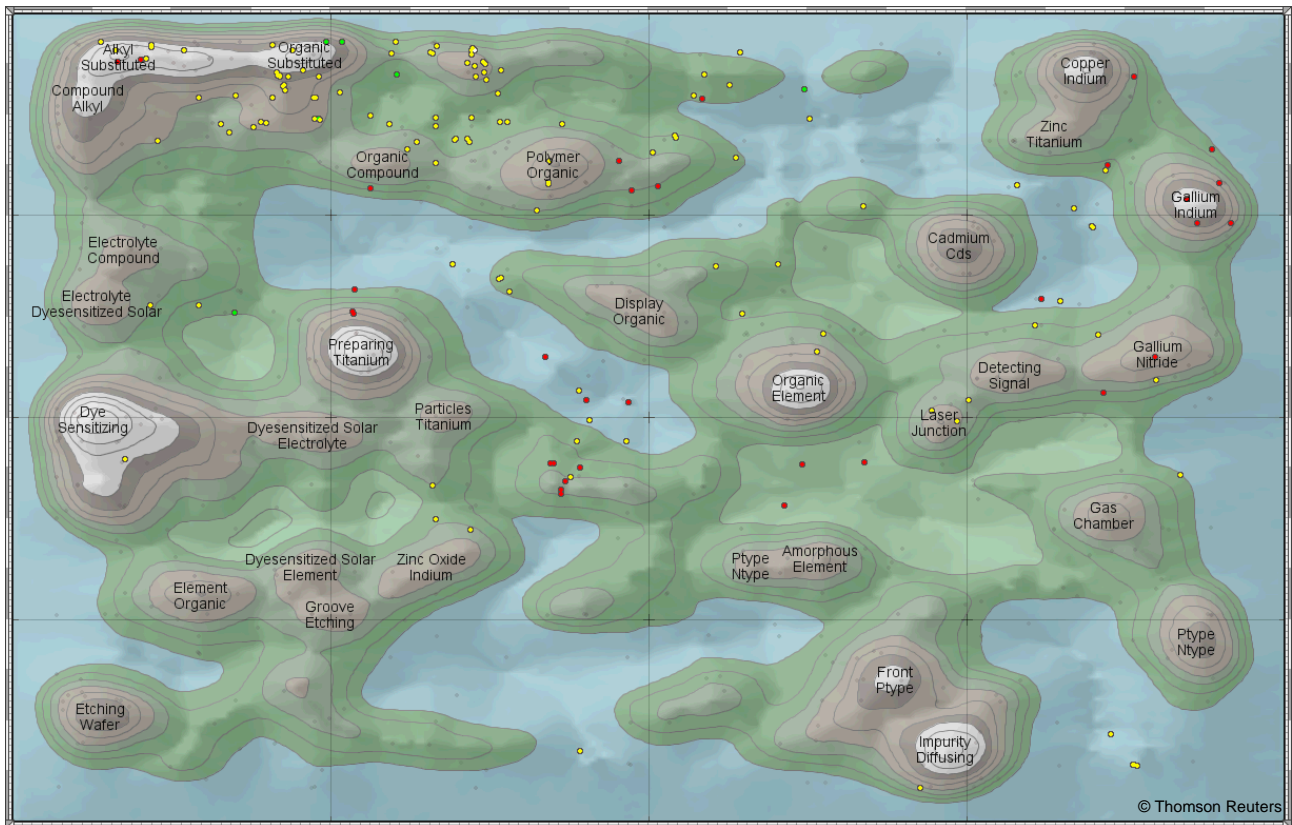 Alkyl
Substituted
Organic
Substituted
Compound
Alkyl
Copper
Indium
Zinc
Titanium
Organic
Compound
Polymer
Organic
Gallium
Indium
Electrolyte
Compound
Cadmium
Cds
Electrolyte
Dyesensitized Solar
Display
Organic
Preparing
Titanium
Gallium
Nitride
Detecting
Signal
Organic
Element
Dye
Sensitizing
Particles
Titanium
Laser
Junction
Dyesensitized Solar
Electrolyte
Gas
Chamber
Dyesensitized Solar
Element
Zinc Oxide
Indium
Ptype
Ntype
Amorphous
Element
Element
Organic
Groove
Etching
Ptype
Ntype
Front
Ptype
Etching
Wafer
Impurity
Diffusing
© Thomson Reuters